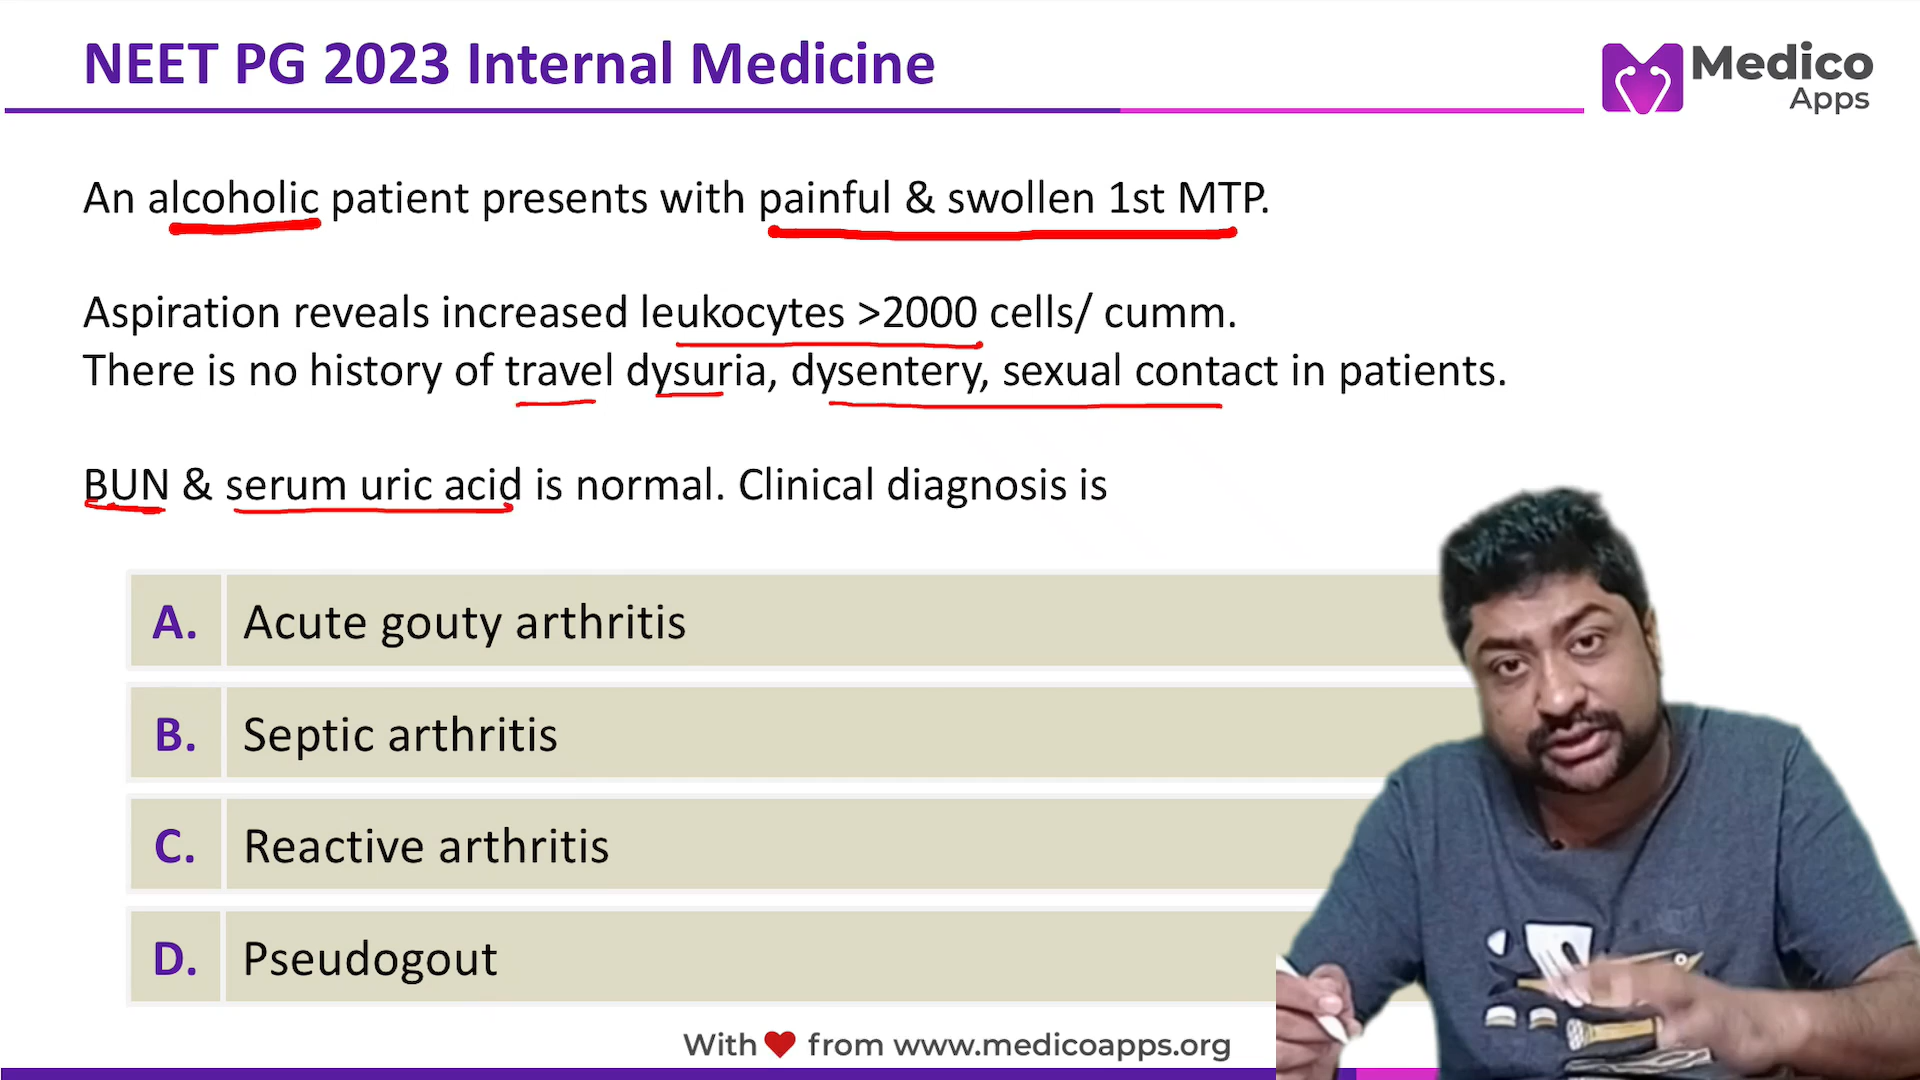 NEET PG 2023 Internal Medicine
Medico
Apps
An alcoholic patient presents with painful & swollen 1st MTP.
Aspiration reveals increased leukocytes >2000 cells/ cumm.
There is no history of travel dysuria, dysentery, sexual contact in patients.
BUN & serum uric acid is normal. Clinical diagnosis is
A. Acute gouty arthritis
B. Septic arthritis
C. Reactive arthritis
D. Pseudogout
With ❤ from www.medicoapps.org